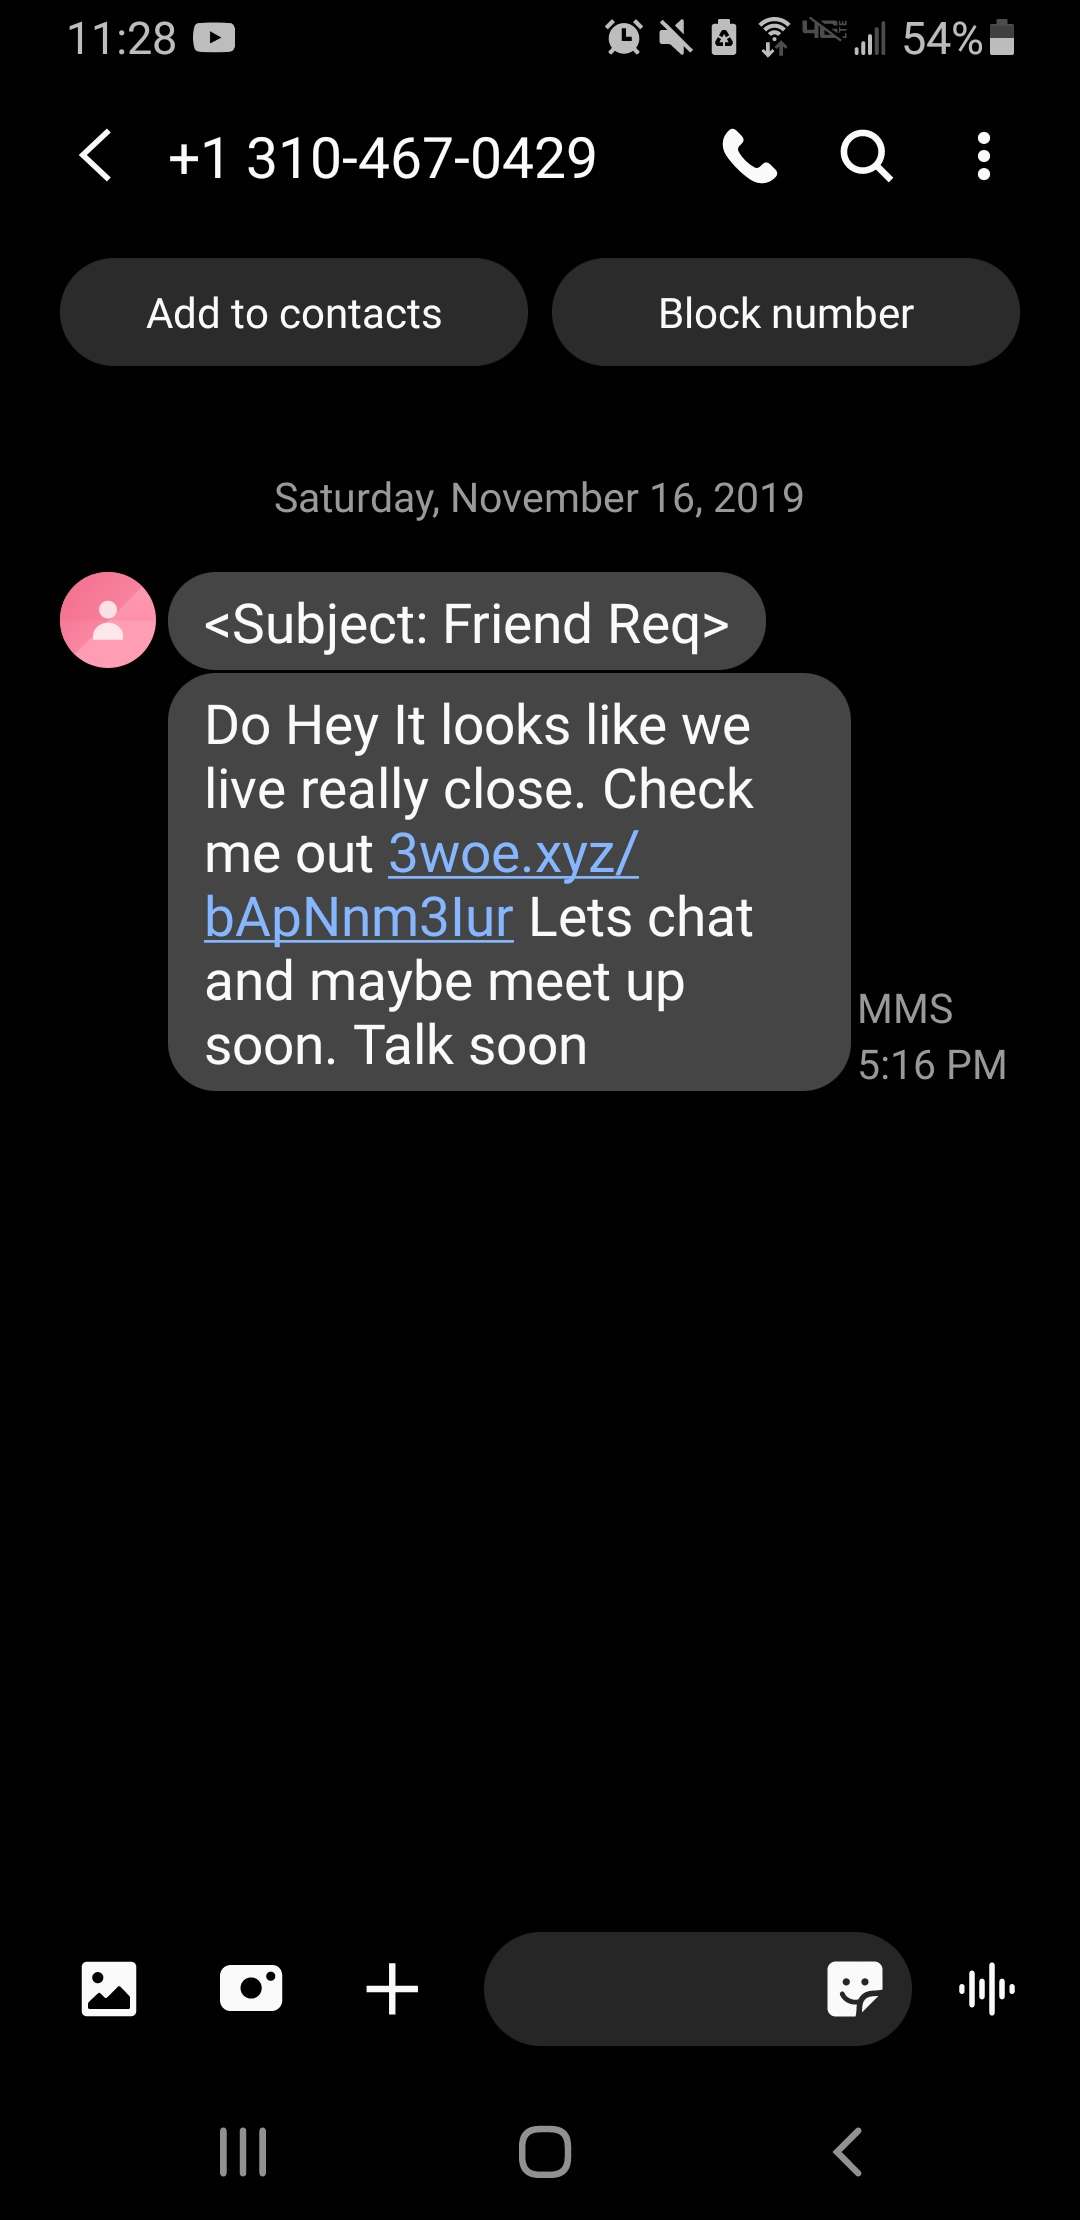 11:28
54%
+1 310-467-0429
Add to contacts
Block number
Saturday, November 16, 2019
<Subject: Friend Req>
Do Hey It looks like we
live really close. Check
me out 3woe.xyz/
bApNnm3Iur Lets chat
and maybe meet up
soon. Talk soon
MMS
5:16 PM